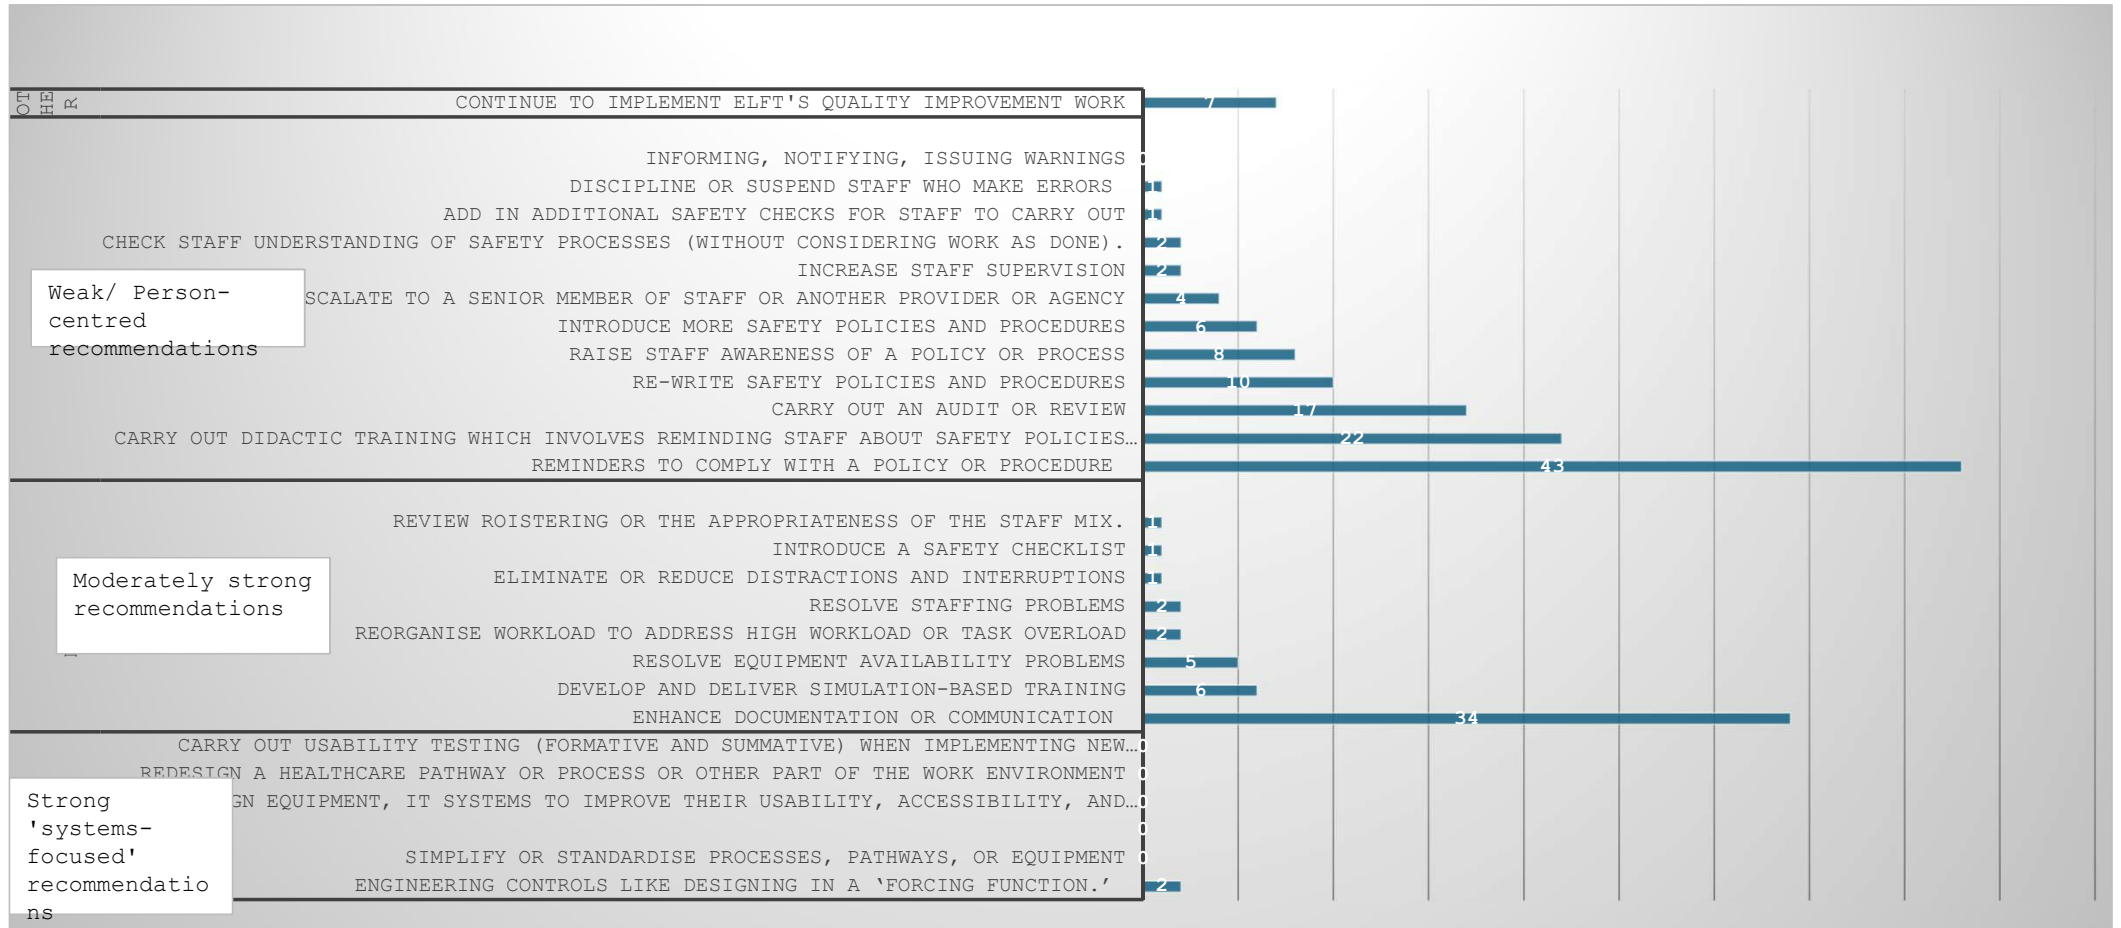 OT
HE
R
CONTINUE TO IMPLEMENT ELFT'S QUALITY IMPROVEMENT WORK 7
INFORMING, NOTIFYING, ISSUING WARNINGS 0
DISCIPLINE OR SUSPEND STAFF WHO MAKE ERRORS 1
ADD IN ADDITIONAL SAFETY CHECKS FOR STAFF TO CARRY OUT 1
CHECK STAFF UNDERSTANDING OF SAFETY PROCESSES (WITHOUT CONSIDERING WORK AS DONE). 2
INCREASE STAFF SUPERVISION 2
Weak/ Person-
centred
recommendations
TO A SENIOR MEMBER OF STAFF OR ANOTHER PROVIDER OR AGENCY 4
INTRODUCE MORE SAFETY POLICIES AND PROCEDURES 6
RAISE STAFF AWARENESS OF A POLICY OR PROCESS 8
RE-WRITE SAFETY POLICIES AND PROCEDURES 10
CARRY OUT AN AUDIT OR REVIEW 17
CARRY OUT DIDACTIC TRAINING WHICH INVOLVES REMINDING STAFF ABOUT SAFETY POLICIES… 22
REMINDERS TO COMPLY WITH A POLICY OR PROCEDURE 43
REVIEW ROISTERING OR THE APPROPRIATENESS OF THE STAFF MIX. 1
INTRODUCE A SAFETY CHECKLIST 1
ELIMINATE OR REDUCE DISTRACTIONS AND INTERRUPTIONS 1
Moderately strong
recommendations
RESOLVE STAFFING PROBLEMS 2
REORGANISE WORKLOAD TO ADDRESS HIGH WORKLOAD OR TASK OVERLOAD 2
RESOLVE EQUIPMENT AVAILABILITY PROBLEMS 5
DEVELOP AND DELIVER SIMULATION-BASED TRAINING 6
ENHANCE DOCUMENTATION OR COMMUNICATION 34
CARRY OUT USABILITY TESTING (FORMATIVE AND SUMMATIVE) WHEN IMPLEMENTING NEW… 0
REDESIGN A HEALTHCARE PATHWAY OR PROCESS OR OTHER PART OF THE WORK ENVIRONMENT 0
EQUIPMENT, IT SYSTEMS TO IMPROVE THEIR USABILITY, ACCESSIBILITY, AND… 0
0
Strong
'systems-
focused'
recommendatio
ns
SIMPLIFY OR STANDARDISE PROCESSES, PATHWAYS, OR EQUIPMENT 0
ENGINEERING CONTROLS LIKE DESIGNING IN A ‘FORCING FUNCTION.’ 2